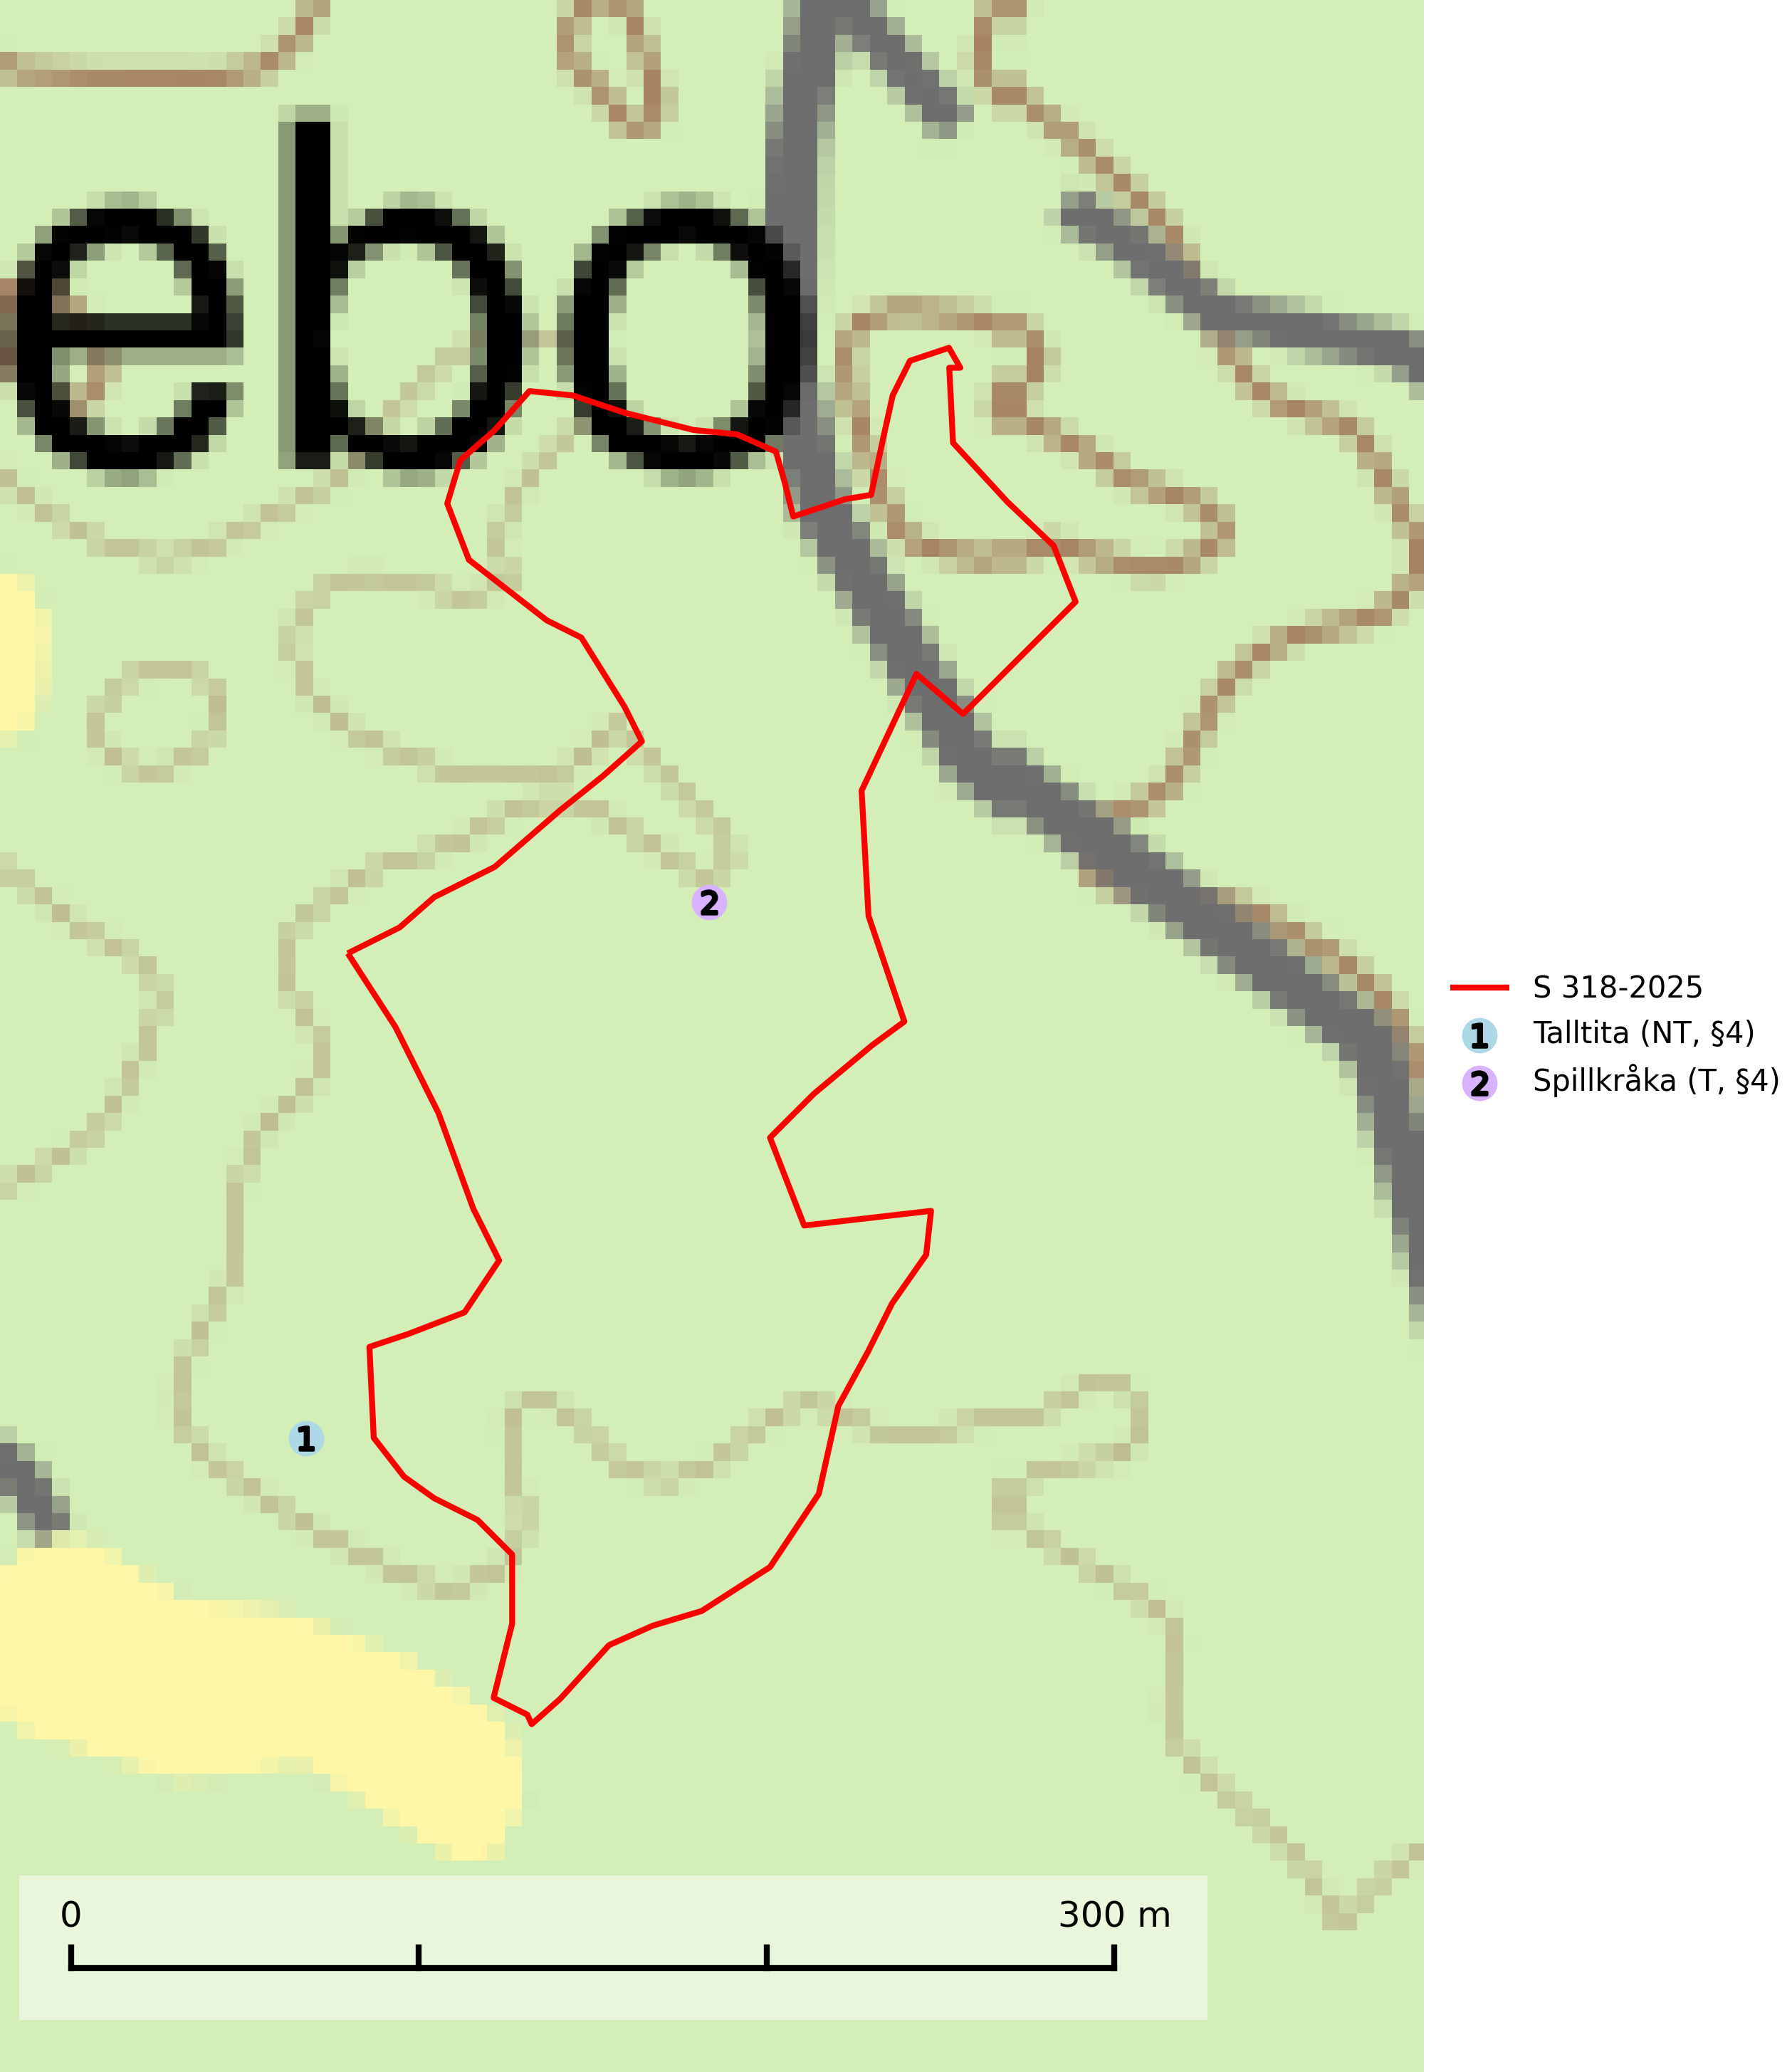 ebo
2
1
S 318-2025
1 Talltita (NT, §4)
2 Spillkråka (T, §4)
0 300 m